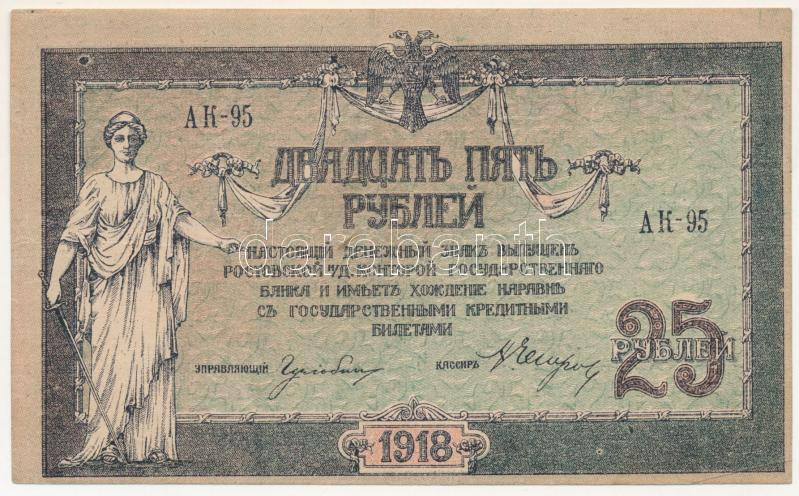 АК-95
ДВАДЦАТЬ ПЯТЬ
РУБЛЕЙ
АК-95
НАСТОЯЩІЙ ДЕНЕЖНЫЙ ЗНАКЪ ВЫПУЩЕНЪ
РОСТОВСКОЙ н/Д. КОНТОРОЙ ГОСУДАРСТВЕННАГО
БАНКА И ИМѢЕТЪ ХОЖДЕНІЕ НАРАВНѢ
СЪ ГОСУДАРСТВЕННЫМИ КРЕДИТНЫМИ
БИЛЕТАМИ
25
РУБЛЕЙ
УПРАВЛЯЮЩІЙ
КАССИРЪ
1918
darabanth